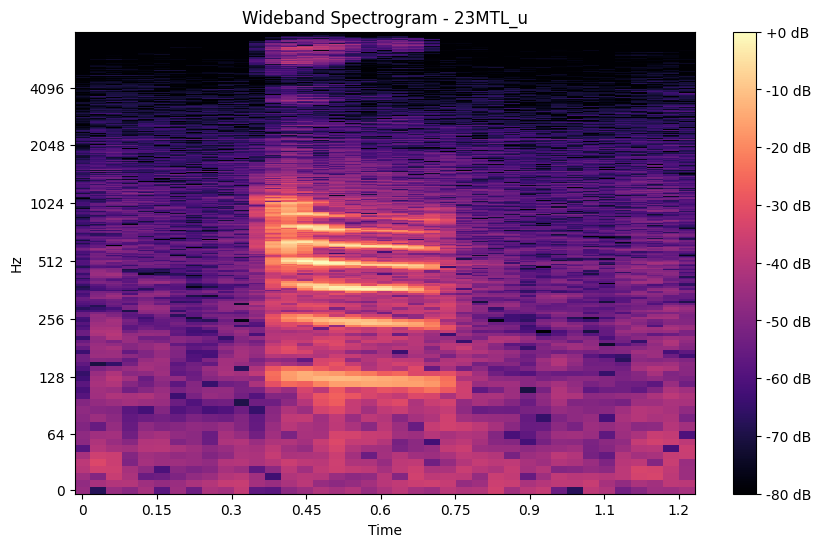 Wideband Spectrogram - 23MTL_u
4096
2048
1024
512
256
128
64
0
Hz
0 0.15 0.3 0.45 0.6 0.75 0.9 1.1 1.2
Time
+0 dB
-10 dB
-20 dB
-30 dB
-40 dB
-50 dB
-60 dB
-70 dB
-80 dB